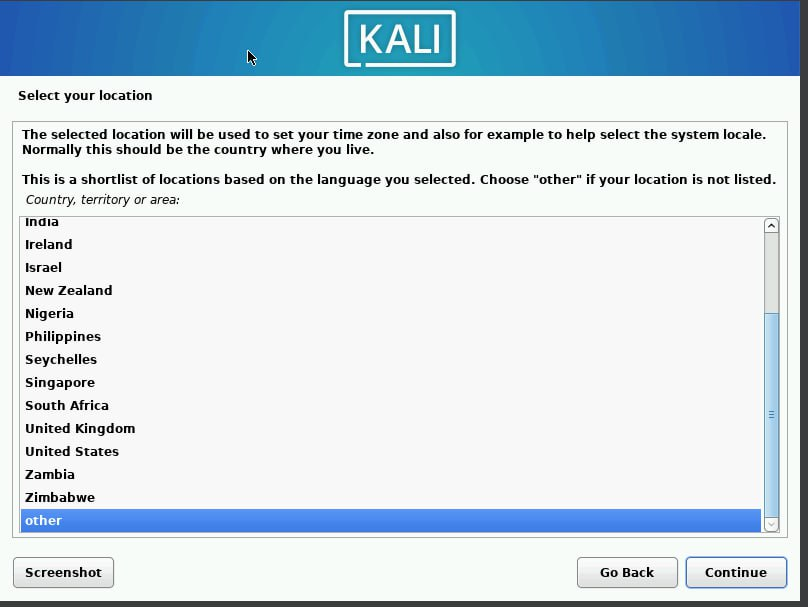 KALI
Select your location
The selected location will be used to set your time zone and also for example to help select the system locale.
Normally this should be the country where you live.
This is a shortlist of locations based on the language you selected. Choose "other" if your location is not listed.
Country, territory or area:
India
Ireland
Israel
New Zealand
Nigeria
Philippines
Seychelles
Singapore
South Africa
United Kingdom
United States
Zambia
Zimbabwe
other
Screenshot Go Back Continue